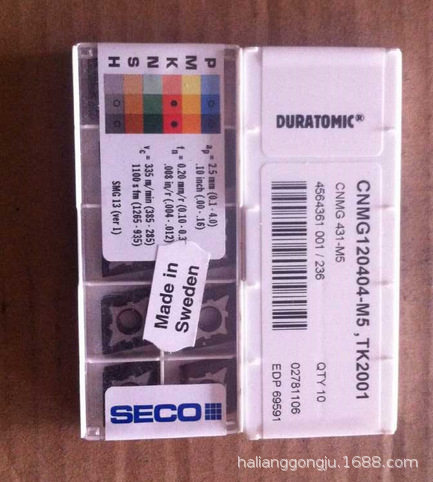 P M K N S H
ap = 2.5 mm (0.1 - 4.0)
.10 inch (.00 - .16)
fn = 0.20 mm/r (0.10 - 0.3
.008 in/r (.004 - .012)
vc = 335 m/min (385 - 285)
1100 s fm (1265 - 935)
SMG 13 (ver 1)
Made in
Sweden
SECO
DURATOMIC®
CNMG120404-M5 ,TK2001
CNMG 431-M5
QTY 10
45643611 001 / 236
02781106
EDP 69591
halianggongju.1688.com